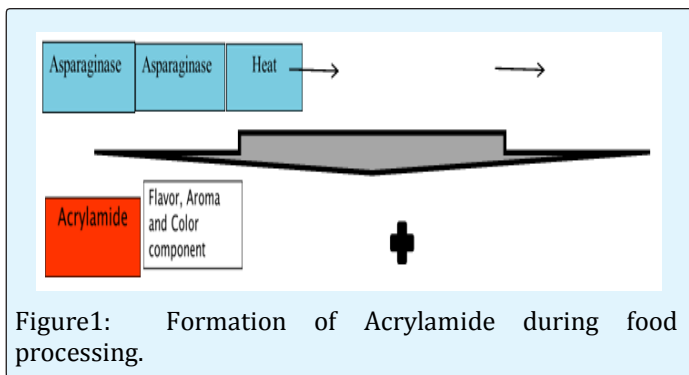 Asparaginase Asparaginase Heat
Acrylamide
Flavor, Aroma
and Color
component
Figure1: Formation of Acrylamide during food
processing.